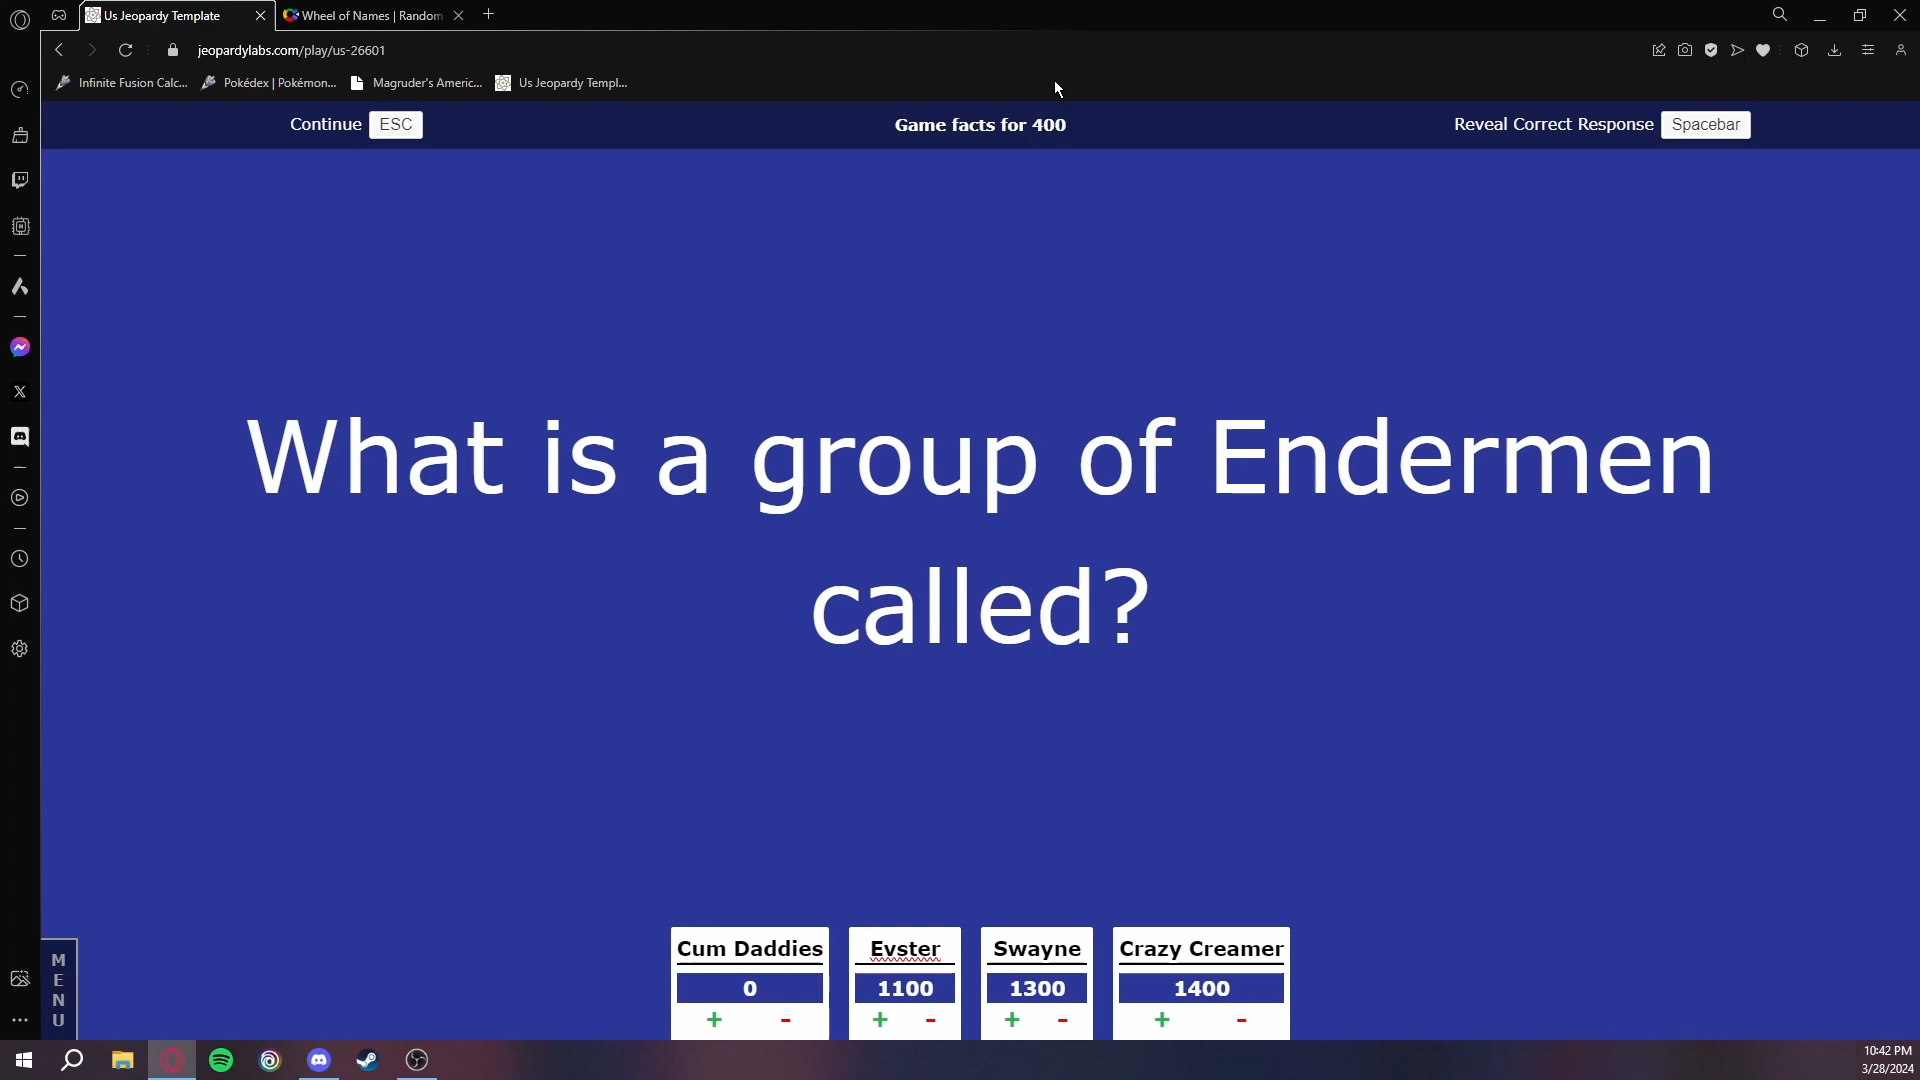 Us Jeopardy Template
Wheel of Names | Random
jeopardylabs.com/play/us-26601
Infinite Fusion Calc...
Pokédex | Pokémon...
Magruder's Americ...
Us Jeopardy Templ...
Continue ESC
Game facts for 400
Reveal Correct Response Spacebar
What is a group of Endermen
called?
MENU
Cum Daddies Evster Swayne Crazy Creamer
0 1100 1300 1400
+ - + - + - + -
10:42 PM
3/28/2024